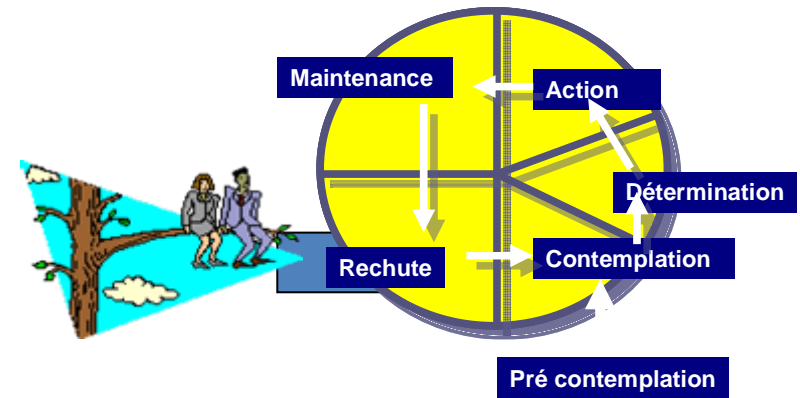 Maintenance
Action
Détermination
Rechute
Contemplation
Pré contemplation